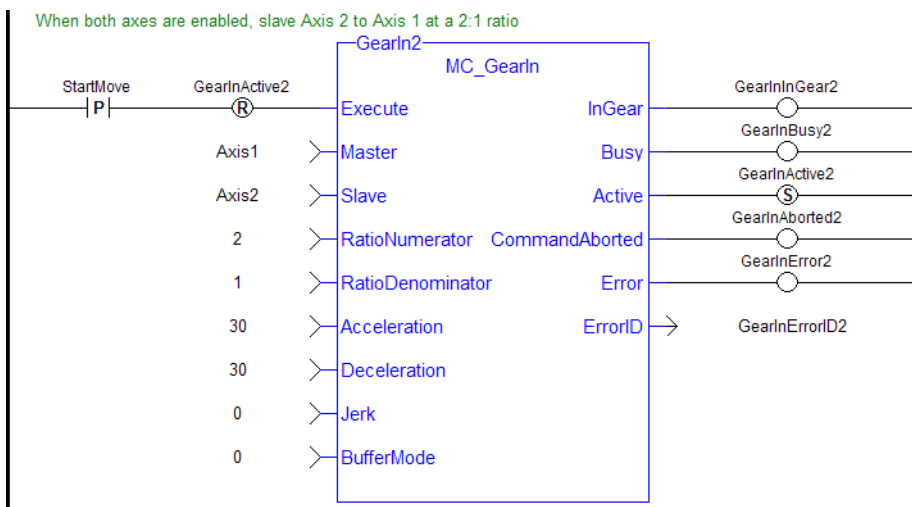 When both axes are enabled, slave Axis 2 to Axis 1 at a 2:1 ratio
GearIn2
MC_GearIn
StartMove GearInActive2 GearInInGear2
P R Execute InGear
GearInBusy2
Axis1 Master Busy
GearInActive2
Axis2 Slave Active S
GearInAborted2
2 RatioNumerator CommandAborted
GearInError2
1 RatioDenominator Error
30 Acceleration ErrorID GearInErrorID2
30 Deceleration
0 Jerk
0 BufferMode